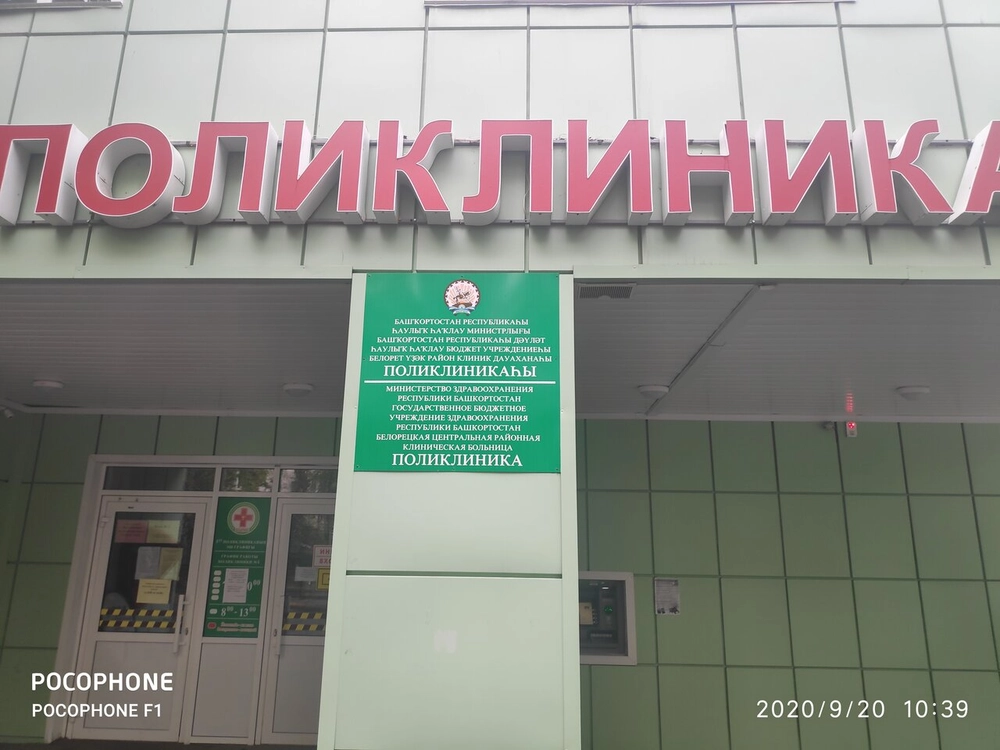 ПОЛИКЛИНИКА
БАШҠОРТОСТАН РЕСПУБЛИКАҺЫ
ҺАУЛЫҠ ҺАҠЛАУ МИНИСТРЛЫҒЫ
БАШҠОРТОСТАН РЕСПУБЛИКАҺЫ ДӘҮЛӘТ
ҺАУЛЫҠ ҺАҠЛАУ БЮДЖЕТ УЧРЕЖДЕНИЕҺЫ
БЕЛОРЕТ ҮҘӘК РАЙОН КЛИНИК ДАУАХАНАҺЫ
ПОЛИКЛИНИКАҺЫ
МИНИСТЕРСТВО ЗДРАВООХРАНЕНИЯ
РЕСПУБЛИКИ БАШКОРТОСТАН
ГОСУДАРСТВЕННОЕ БЮДЖЕТНОЕ
УЧРЕЖДЕНИЕ ЗДРАВООХРАНЕНИЯ
РЕСПУБЛИКИ БАШКОРТОСТАН
БЕЛОРЕЦКАЯ ЦЕНТРАЛЬНАЯ РАЙОННАЯ
КЛИНИЧЕСКАЯ БОЛЬНИЦА
ПОЛИКЛИНИКА
8⁰⁰ - 13⁰⁰
POCOPHONE
POCOPHONE F1
2020/9/20 10:39